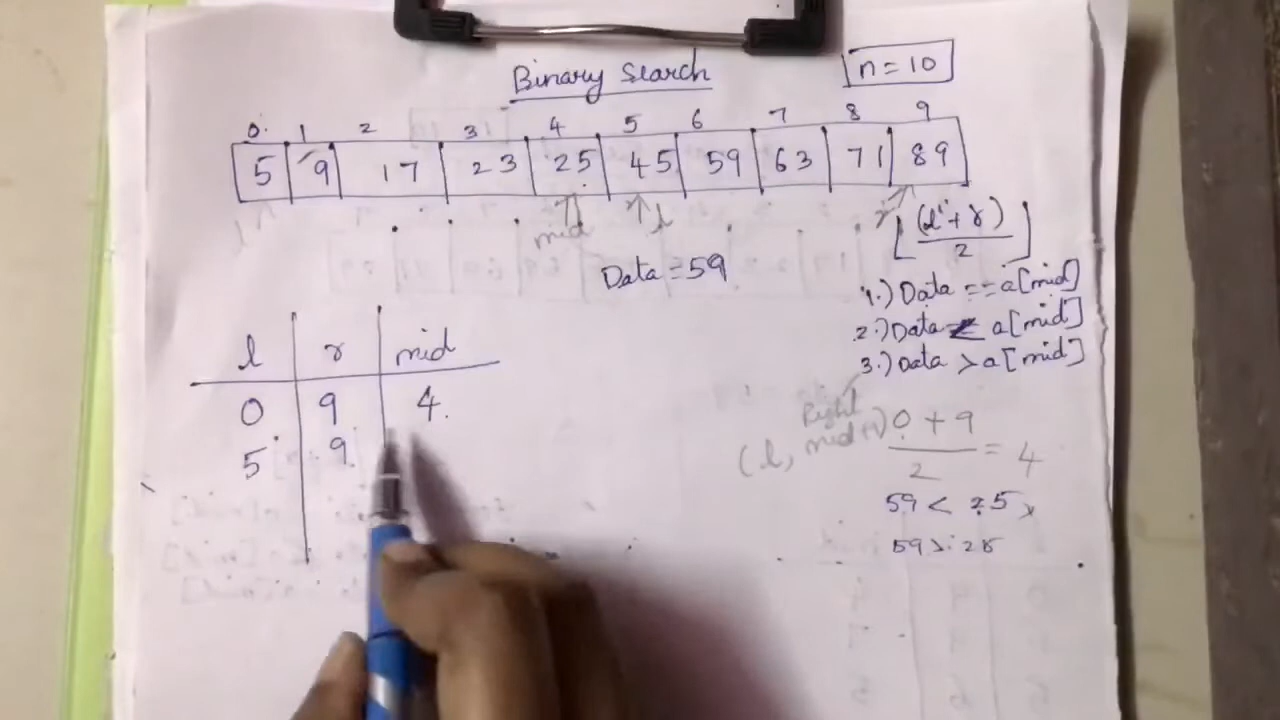 Binary Search
n = 10
0 1 2 3 4 5 6 7 8 9
5 9 17 23 25 45 59 63 71 89
l mid l r
Data = 59
⌊(l + r)/2⌋
1.) Data == a[mid]
2.) Data < a[mid]
3.) Data > a[mid]
Right
(l, mid+1)
l r mid
0 9 4
5 9
0 + 9 / 2 = 4
59 < 25 x
59 > 25